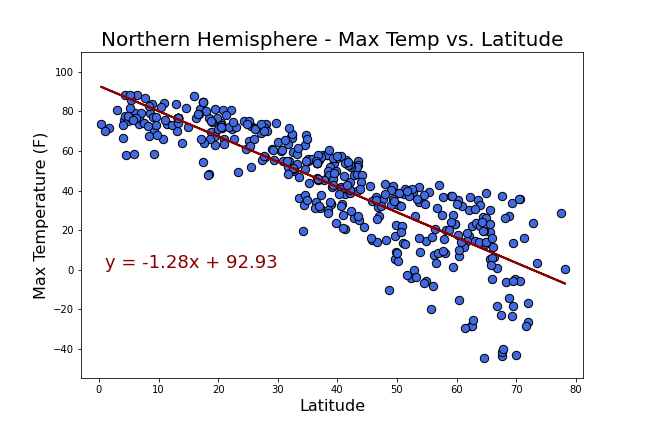 Northern Hemisphere - Max Temp vs. Latitude
100
80
60
40
20
0
−20
−40
Max Temperature (F)
y = -1.28x + 92.93
0 10 20 30 40 50 60 70 80
Latitude